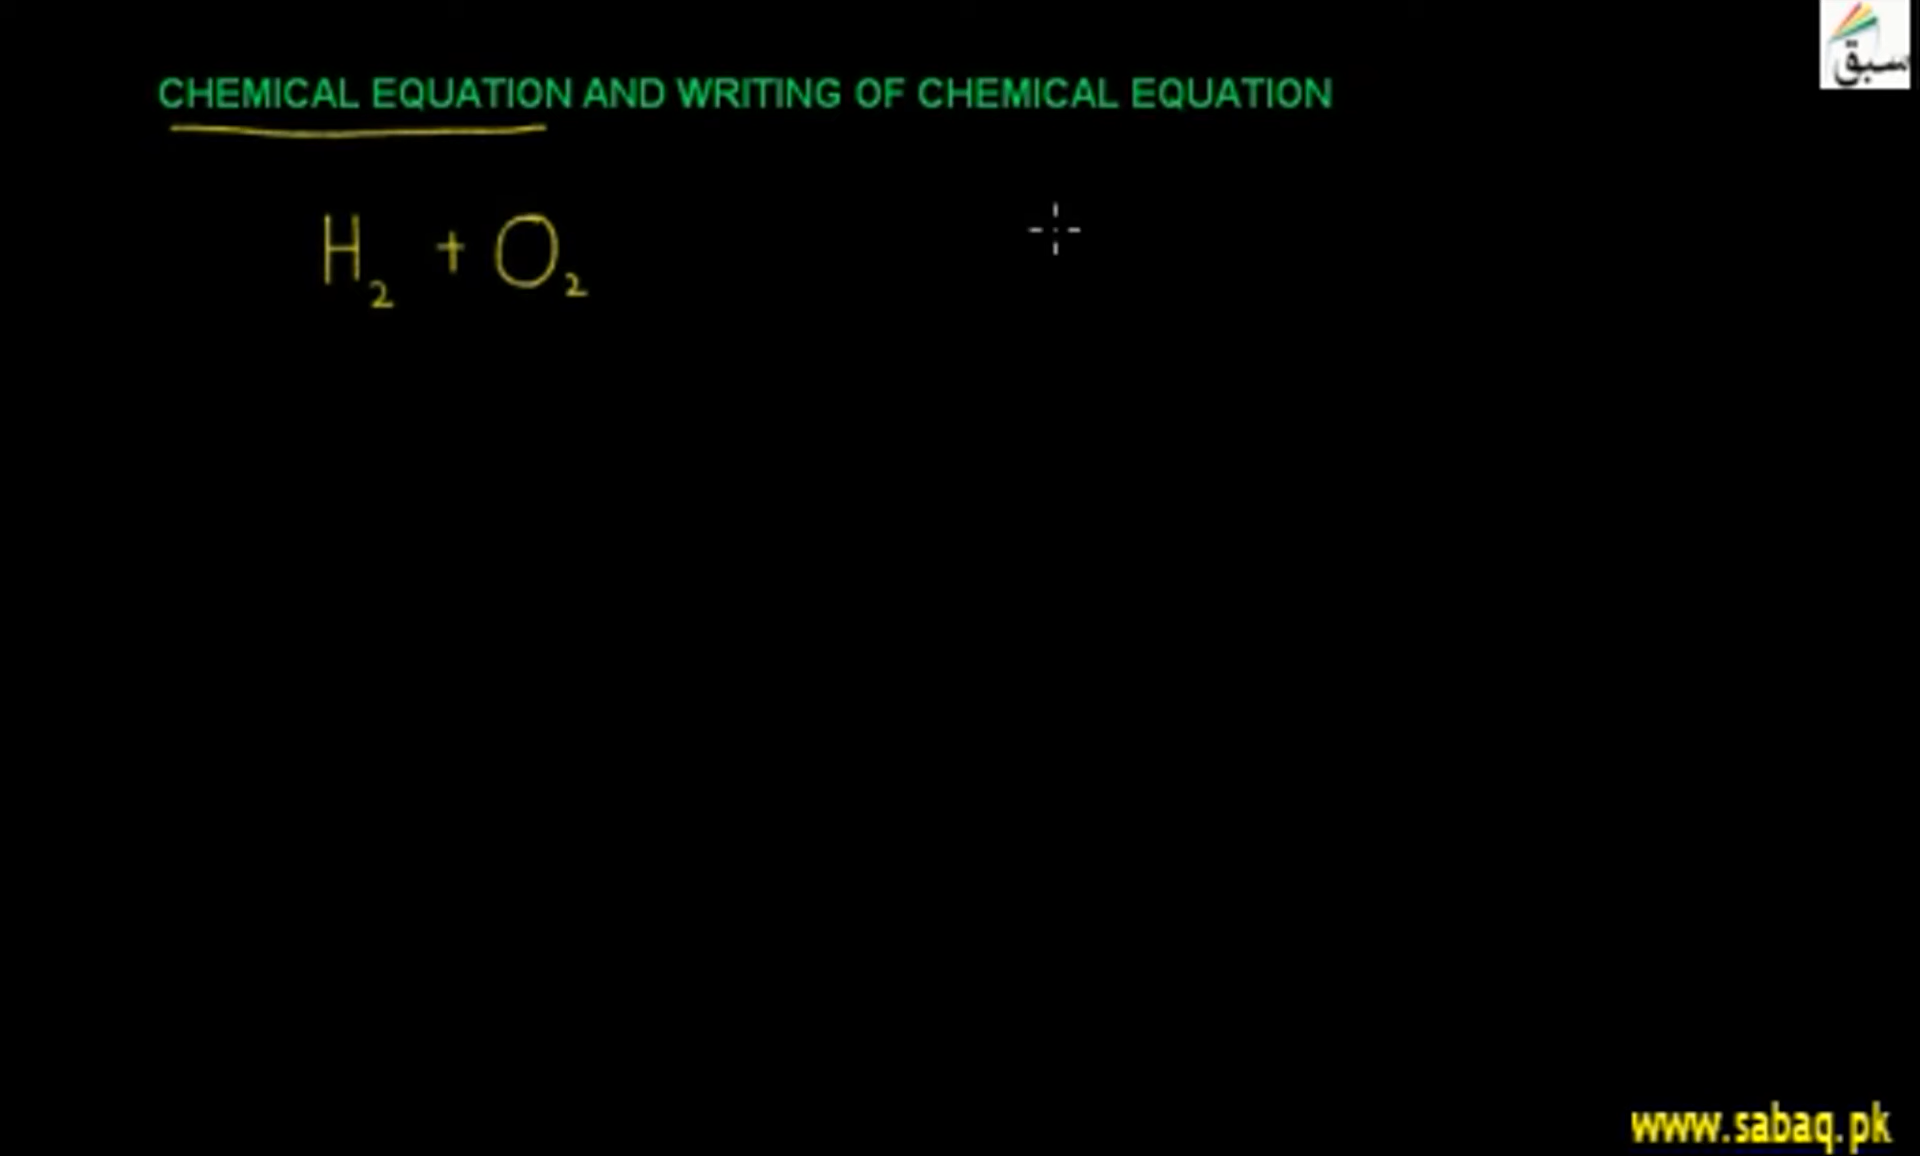 سبق
CHEMICAL EQUATION AND WRITING OF CHEMICAL EQUATION
H₂ + O₂
www.sabaq.pk